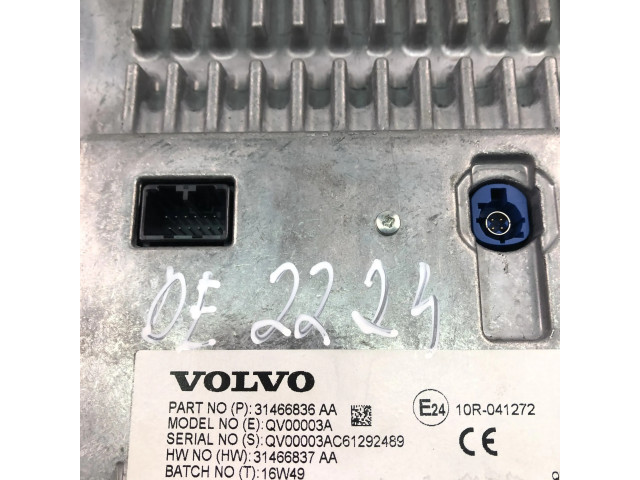 OE 2224
VOLVO
PART NO (P): 31466836 AA
MODEL NO (E): QV00003A
SERIAL NO (S): QV00003AC61292489
HW NO (HW): 31466837 AA
BATCH NO (T): 16W49
E24 10R-041272
CE